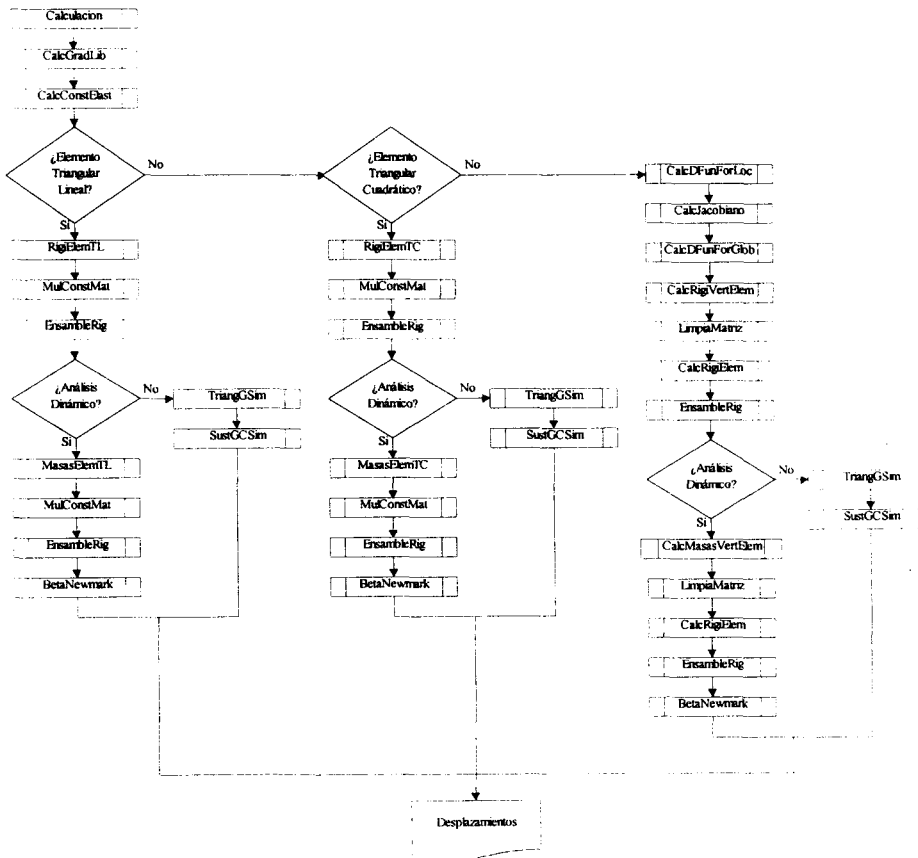 Calculacion
CalcGradLib
CalcConstElast
¿Elemento
Triangular
Lineal?
No
Si
RigiElemTL
MulConstMat
EnsambleRig
¿Análisis
Dinámico?
No
Si
TriangGSim
SustGCSim
MasasElemTL
MulConstMat
EnsambleRig
BetaNewmark
¿Elemento
Triangular
Cuadrático?
No
Si
RigiElemTC
MulConstMat
EnsambleRig
¿Análisis
Dinámico?
No
Si
TriangGSim
SustGCSim
MasasElemTC
MulConstMat
EnsambleRig
BetaNewmark
CalcDFunForLoc
CalcJacobiano
CalcDFunForGlob
CalcRigiVertElem
LimpiaMatriz
CalcRigiElem
EnsambleRig
¿Análisis
Dinámico?
No
Si
TriangGSim
SustGCSim
CalcMasasVertElem
LimpiaMatriz
CalcRigiElem
EnsambleRig
BetaNewmark
Desplazamientos